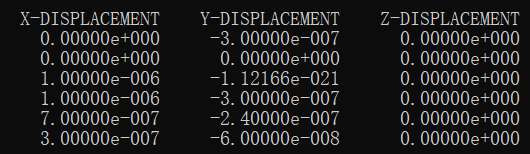 X-DISPLACEMENT Y-DISPLACEMENT Z-DISPLACEMENT
0.00000e+000 -3.00000e-007 0.00000e+000
0.00000e+000 0.00000e+000 0.00000e+000
1.00000e-006 -1.12166e-021 0.00000e+000
1.00000e-006 -3.00000e-007 0.00000e+000
7.00000e-007 -2.40000e-007 0.00000e+000
3.00000e-007 -6.00000e-008 0.00000e+000